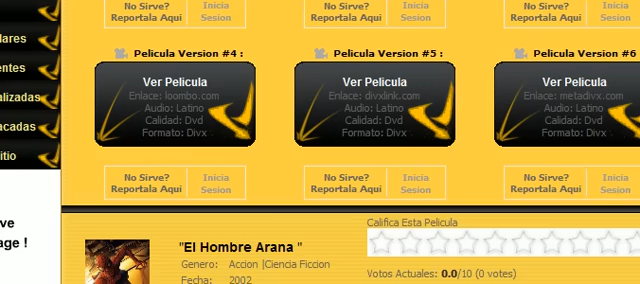 No Sirve? Inicia No Sirve? Inicia No Sirve? Inicia
Reportala Aqui Sesion Reportala Aqui Sesion Reportala Aqui Sesion
Pelicula Version #4 : Pelicula Version #5 : Pelicula Version #6
Ver Pelicula Ver Pelicula Ver Pelicula
Enlace: loombo.com Enlace: divxlink.com Enlace: metadivx.com
Audio: Latino Audio: Latino Audio: Latino
Calidad: Dvd Calidad: Dvd Calidad: Dvd
Formato: Divx Formato: Divx Formato: Divx
No Sirve? Inicia No Sirve? Inicia No Sirve? Inicia
Reportala Aqui Sesion Reportala Aqui Sesion Reportala Aqui Sesion
lares
entes
alizadas
acadas
itio
ve
age !
Califica Esta Pelicula
"El Hombre Arana "
Genero: Accion |Ciencia Ficcion
Votos Actuales: 0.0/10 (0 votes)
Fecha: 2002